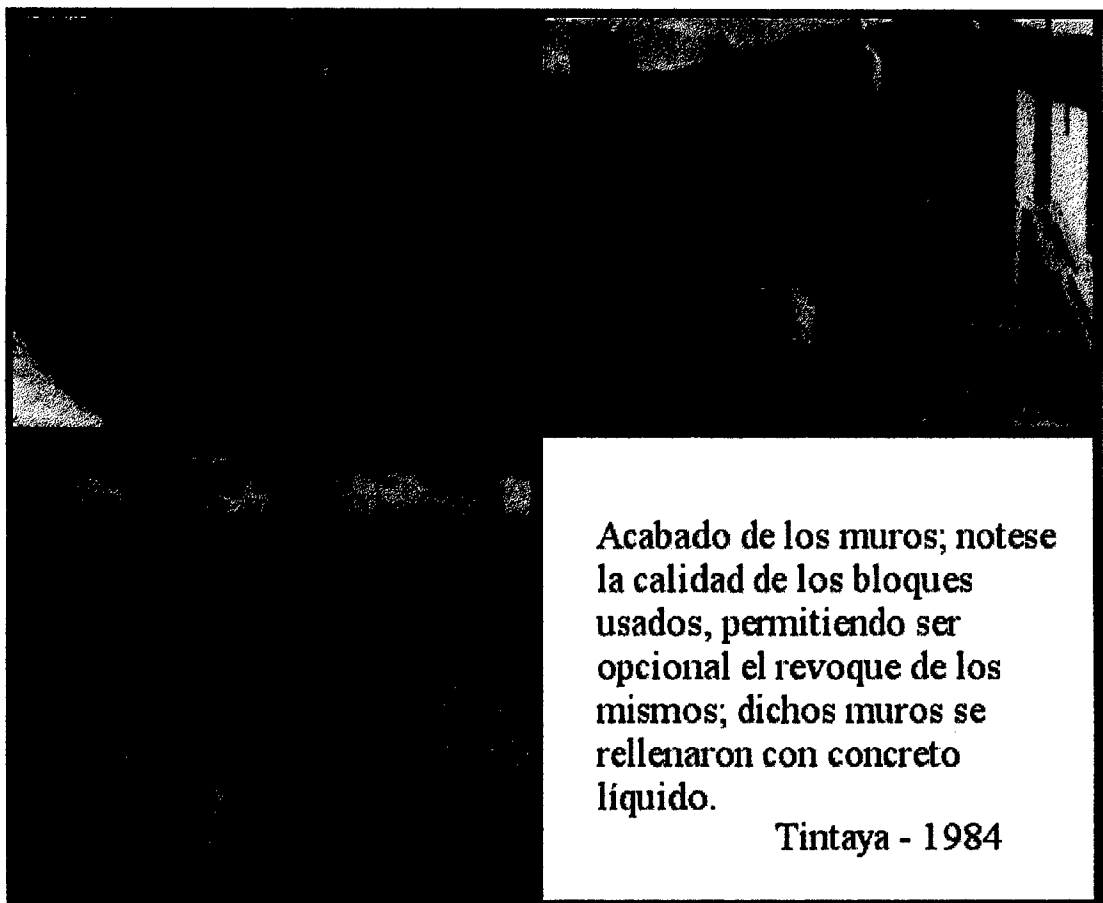 Acabado de los muros; notese
la calidad de los bloques
usados, permitiendo ser
opcional el revoque de los
mismos; dichos muros se
rellenaron con concreto
líquido.
Tintaya - 1984